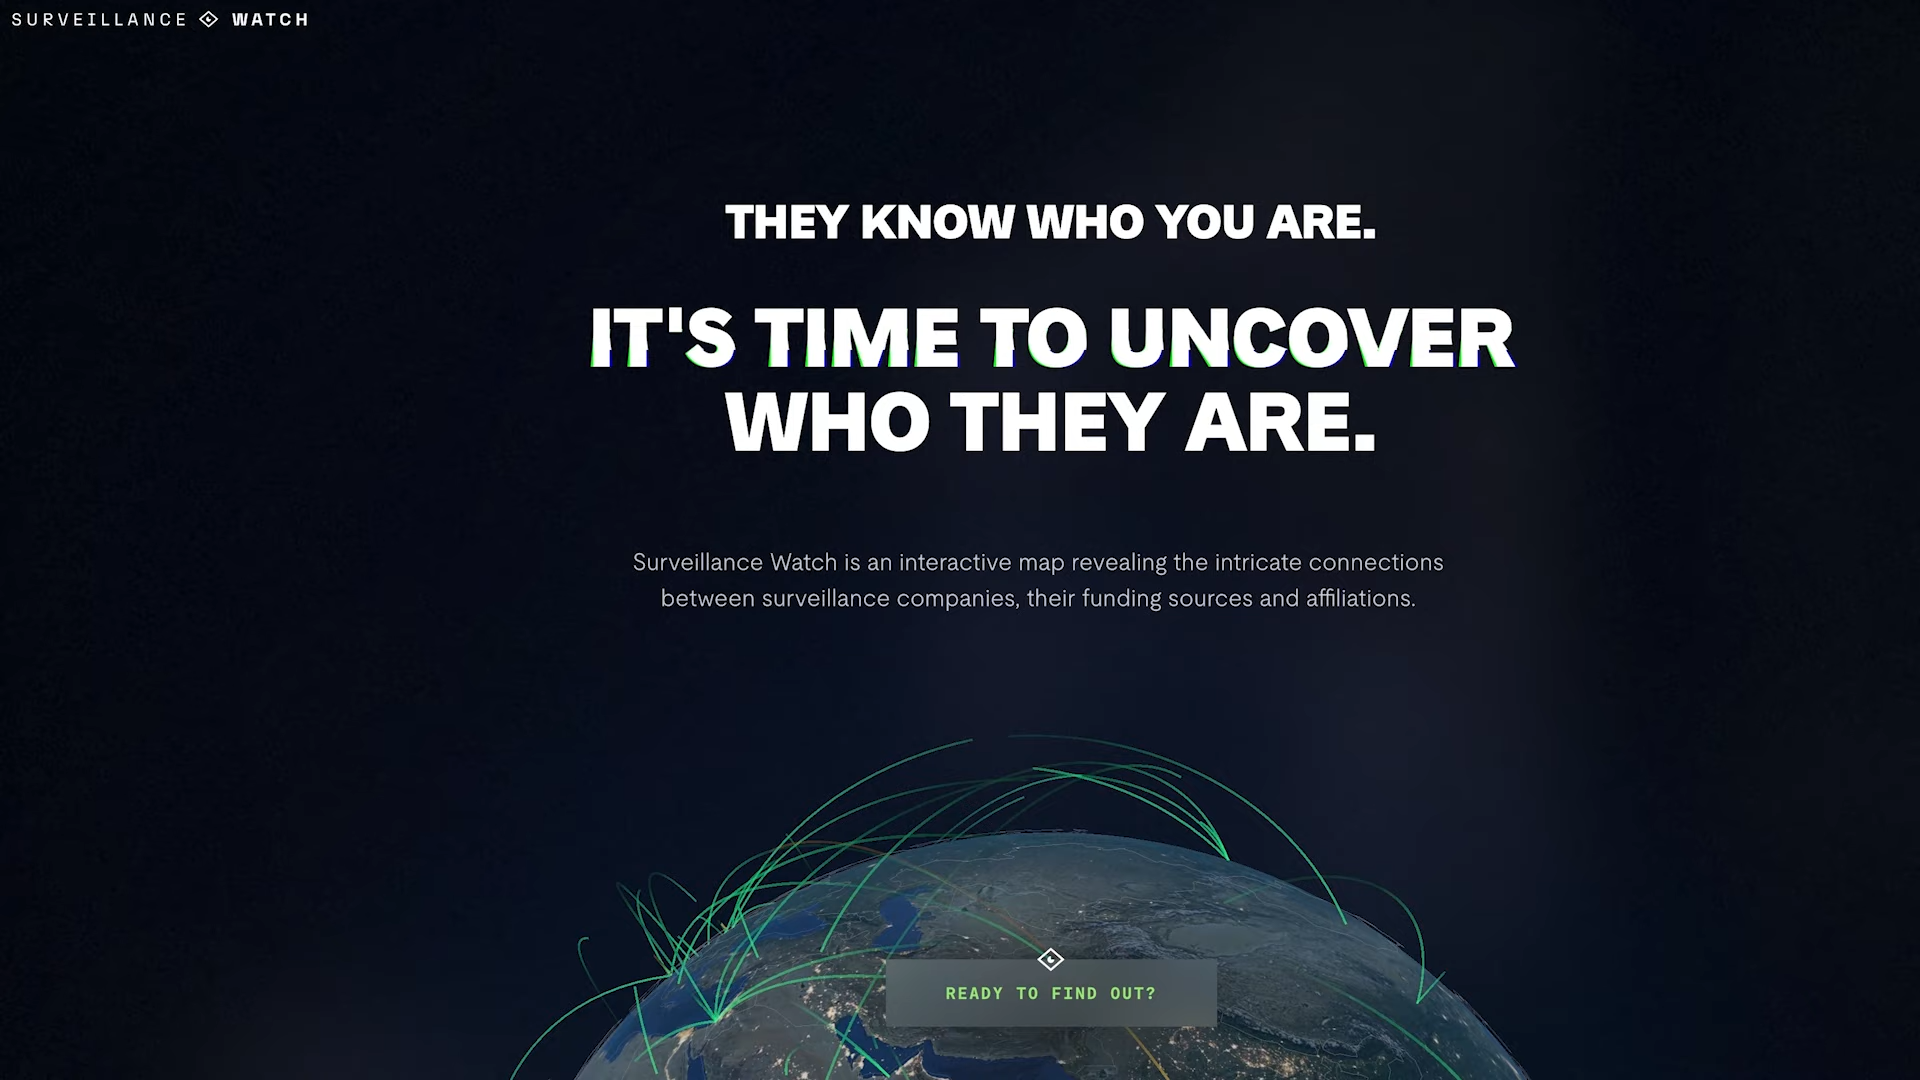 SURVEILLANCE WATCH
THEY KNOW WHO YOU ARE.
IT'S TIME TO UNCOVER
WHO THEY ARE.
Surveillance Watch is an interactive map revealing the intricate connections
between surveillance companies, their funding sources and affiliations.
READY TO FIND OUT?